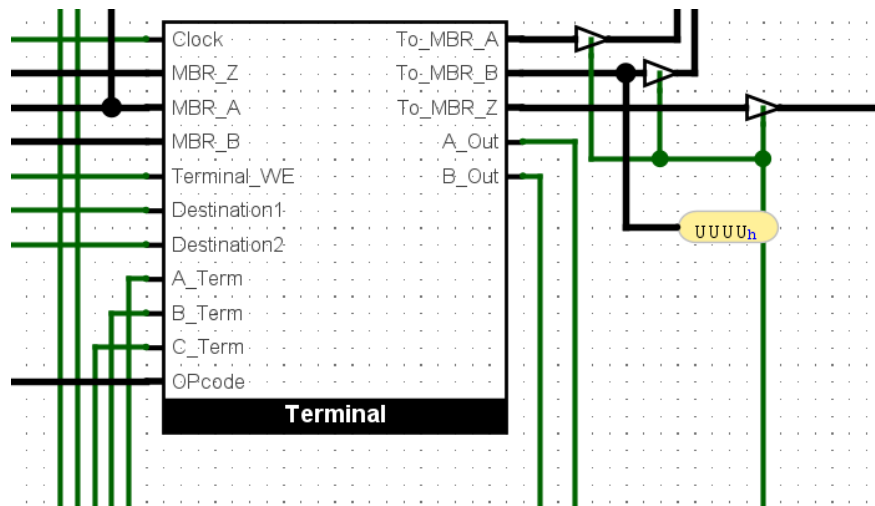 Clock
MBR_Z
MBR_A
MBR_B
Terminal_WE
Destination1
Destination2
A_Term
B_Term
C_Term
OPcode
To_MBR_A
To_MBR_B
To_MBR_Z
A_Out
B_Out
UUUUh
Terminal